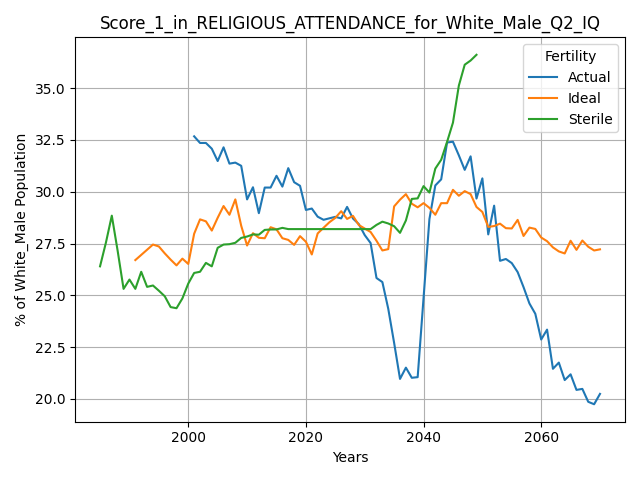 Score_1_in_RELIGIOUS_ATTENDANCE_for_White_Male_Q2_IQ
Fertility
Actual
Ideal
Sterile
% of White_Male Population
35.0
32.5
30.0
27.5
25.0
22.5
20.0
2000
2020
2040
2060
Years